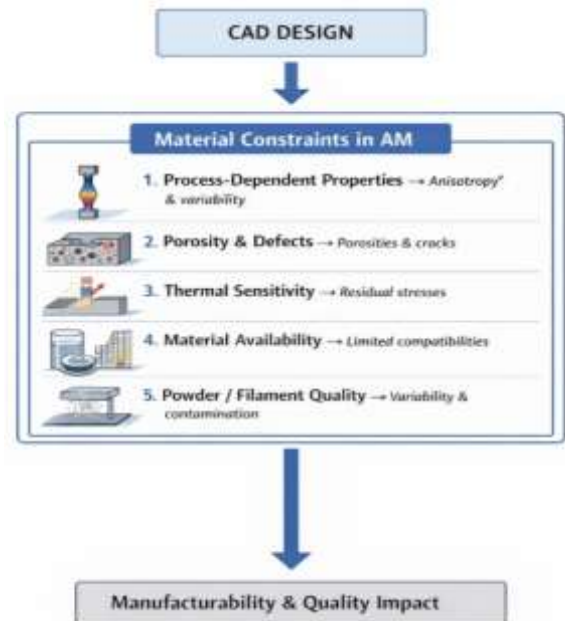 CAD DESIGN
Material Constraints in AM
1. Process-Dependent Properties → Anisotropy*
& variability
2. Porosity & Defects → Porosities & cracks
3. Thermal Sensitivity → Residual stresses
4. Material Availability → Limited compatibilities
5. Powder / Filament Quality → Variability &
contamination
Manufacturability & Quality Impact